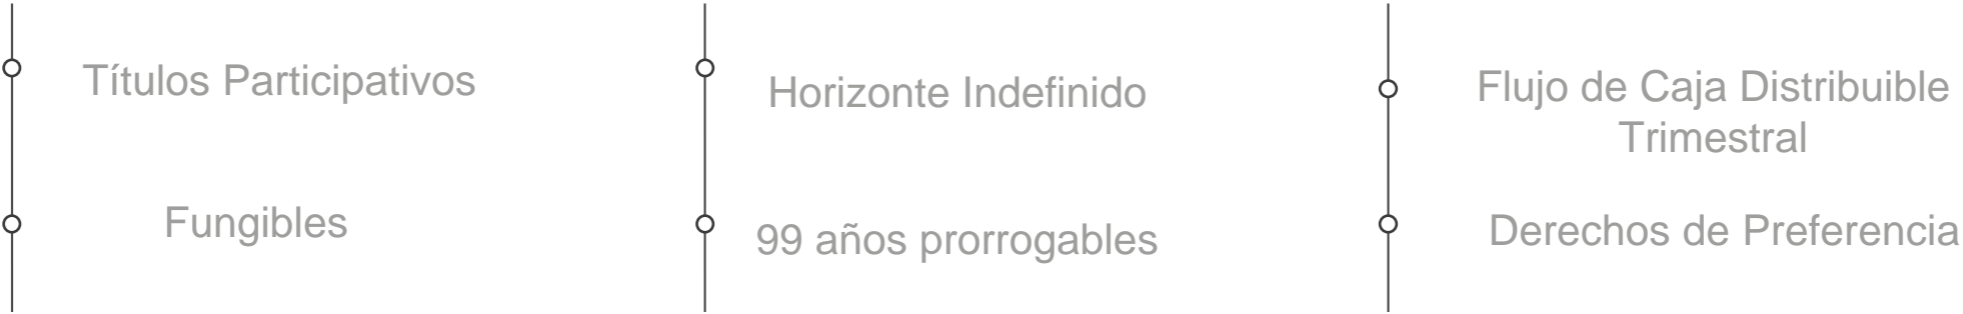 Títulos Participativos
Fungibles
Horizonte Indefinido
99 años prorrogables
Flujo de Caja Distribuible
Trimestral
Derechos de Preferencia